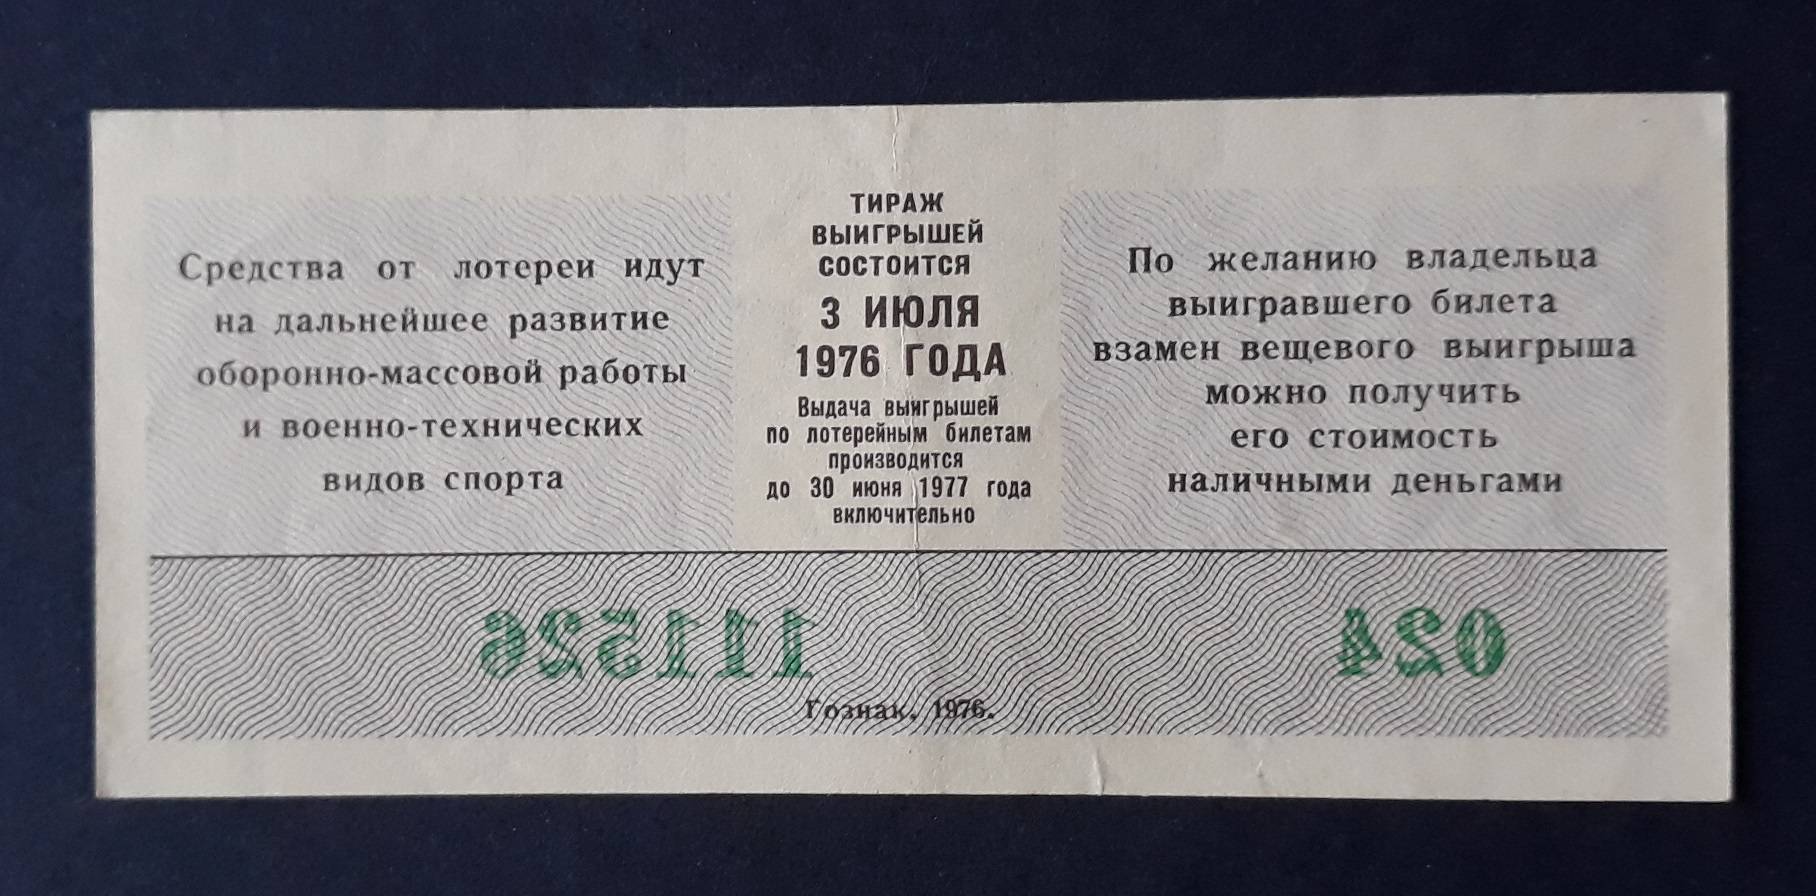 Средства от лотереи идут
на дальнейшее развитие
оборонно-массовой работы
и военно-технических
видов спорта
ТИРАЖ
ВЫИГРЫШЕЙ
СОСТОИТСЯ
3 ИЮЛЯ
1976 ГОДА
Выдача выигрышей
по лотерейным билетам
производится
до 30 июня 1977 года
включительно
По желанию владельца
выигравшего билета
взамен вещевого выигрыша
можно получить
его стоимость
наличными деньгами
111526
024
Гознак. 1976.